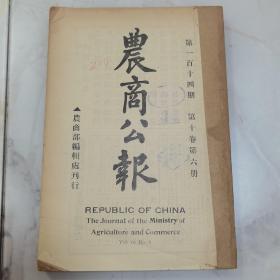 第一百十四期 第十卷第六册
農商公報
▲農商部編輯處刊行
REPUBLIC OF CHINA
The Journal of the Ministry of
Agriculture and Commerce